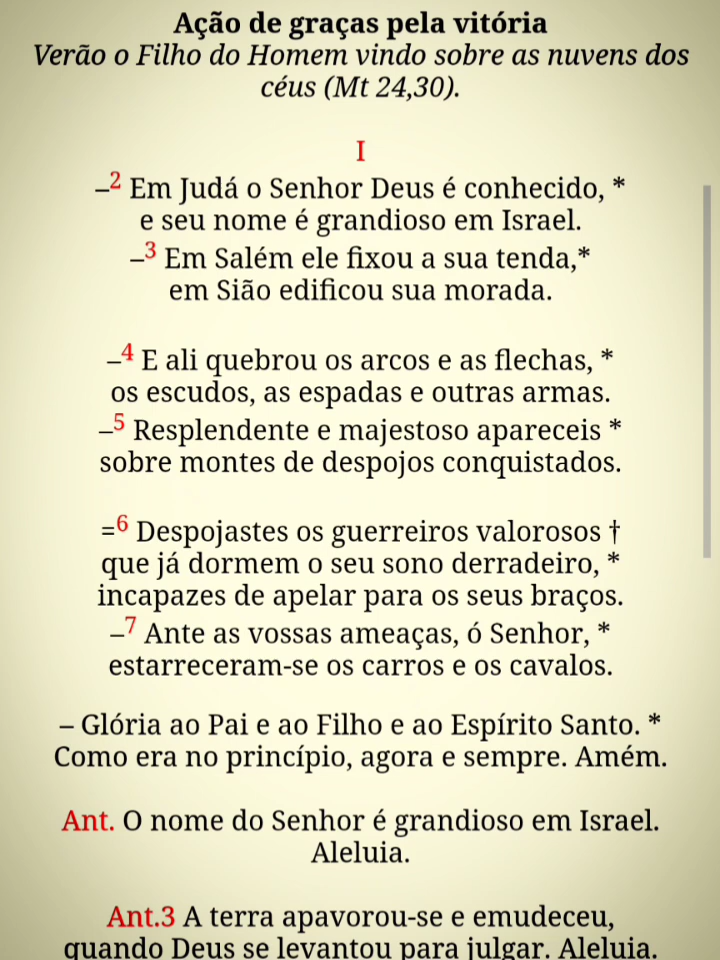 Ação de graças pela vitória
Verão o Filho do Homem vindo sobre as nuvens dos
céus (Mt 24,30).
I
–2 Em Judá o Senhor Deus é conhecido, *
e seu nome é grandioso em Israel.
–3 Em Salém ele fixou a sua tenda,*
em Sião edificou sua morada.
–4 E ali quebrou os arcos e as flechas, *
os escudos, as espadas e outras armas.
–5 Resplendente e majestoso apareceis *
sobre montes de despojos conquistados.
=6 Despojastes os guerreiros valorosos †
que já dormem o seu sono derradeiro, *
incapazes de apelar para os seus braços.
–7 Ante as vossas ameaças, ó Senhor, *
estarreceram-se os carros e os cavalos.
– Glória ao Pai e ao Filho e ao Espírito Santo. *
Como era no princípio, agora e sempre. Amém.
Ant. O nome do Senhor é grandioso em Israel.
Aleluia.
Ant.3 A terra apavorou-se e emudeceu,
quando Deus se levantou para julgar. Aleluia.